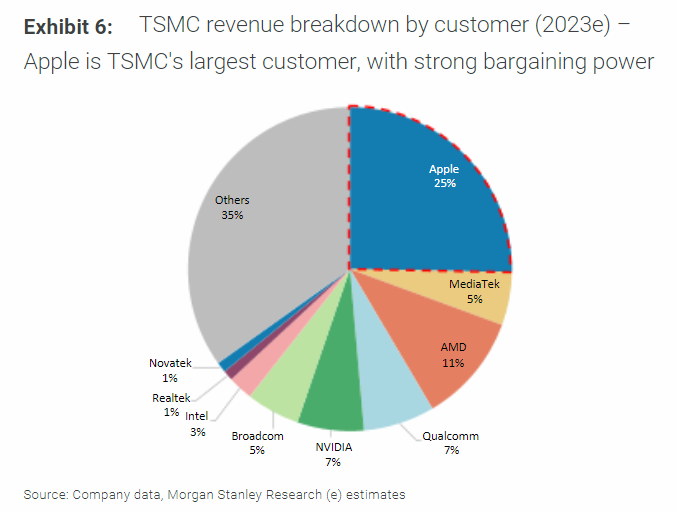 Exhibit 6: TSMC revenue breakdown by customer (2023e) –
Apple is TSMC's largest customer, with strong bargaining power
Apple
25%
MediaTek
5%
AMD
11%
Qualcomm
7%
NVIDIA
7%
Broadcom
5%
Intel
3%
Realtek
1%
Novatek
1%
Others
35%
Source: Company data, Morgan Stanley Research (e) estimates